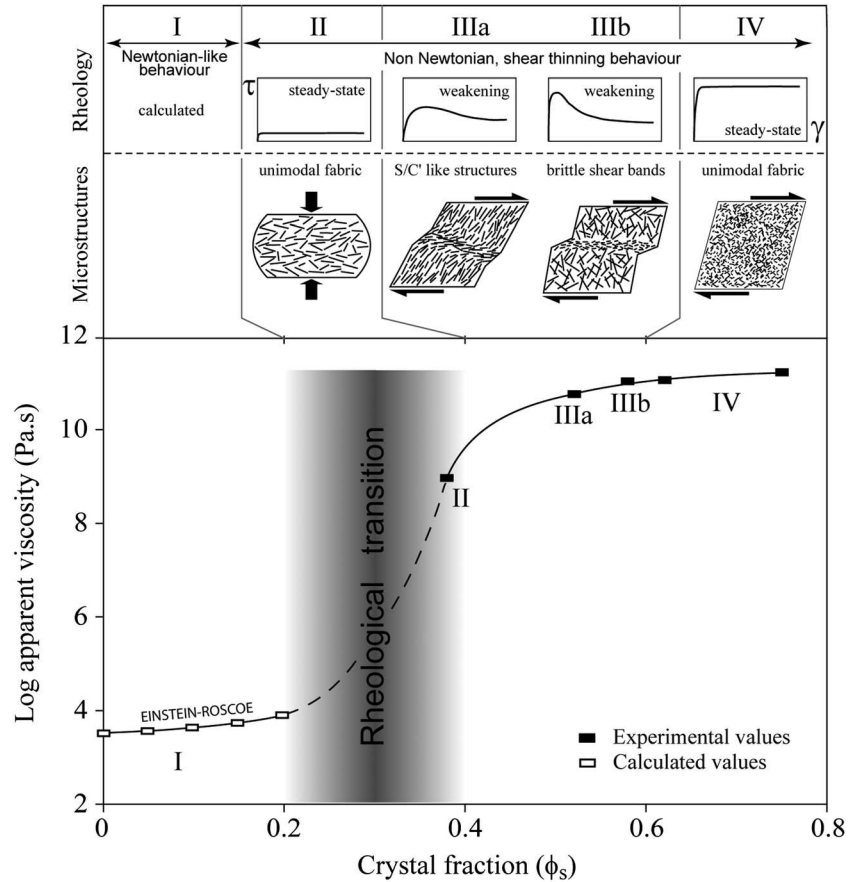 I II IIIa IIIb IV
Newtonian-like
behaviour
Non Newtonian, shear thinning behaviour
Rheology
calculated
τ
steady-state
weakening
weakening
steady-state
γ
Microstructures
unimodal fabric
S/C' like structures
brittle shear bands
unimodal fabric
12
10
8
6
4
2
Log apparent viscosity (Pa.s)
Rheological transition
II
IIIa
IIIb
IV
EINSTEIN-ROSCOE
I
Experimental values
Calculated values
0 0.2 0.4 0.6 0.8
Crystal fraction (ϕs)